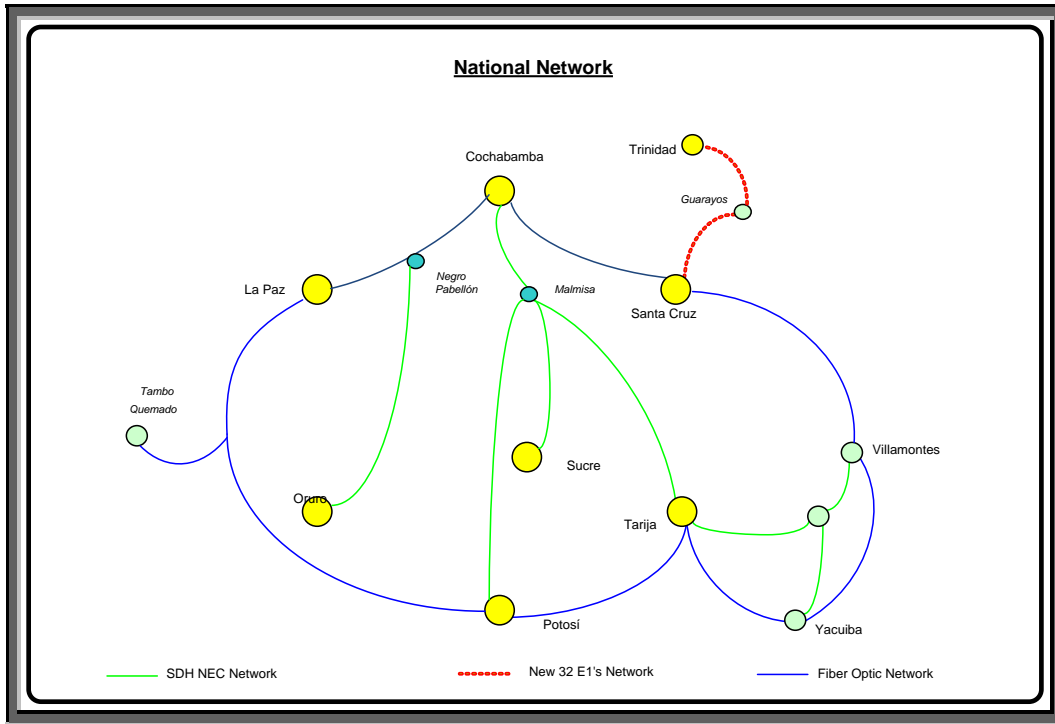 National Network
Trinidad
Cochabamba
Guarayos
Negro
Pabellón
La Paz
Malmisa
Santa Cruz
Tambo
Quemado
Villamontes
Sucre
Oruro
Tarija
Potosí
Yacuiba
SDH NEC Network
New 32 E1's Network
Fiber Optic Network